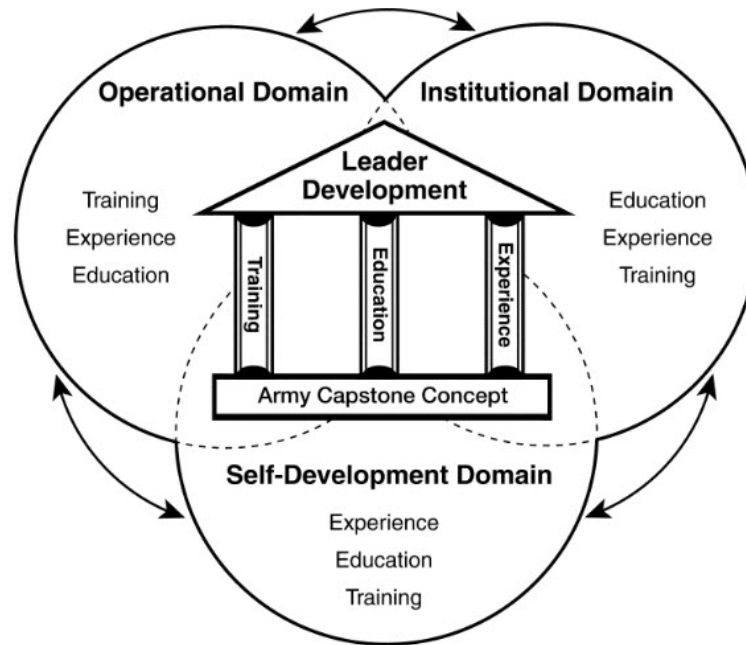 Operational Domain
Institutional Domain
Leader
Development
Training
Experience
Education
Education
Experience
Training
Training
Education
Experience
Army Capstone Concept
Self-Development Domain
Experience
Education
Training